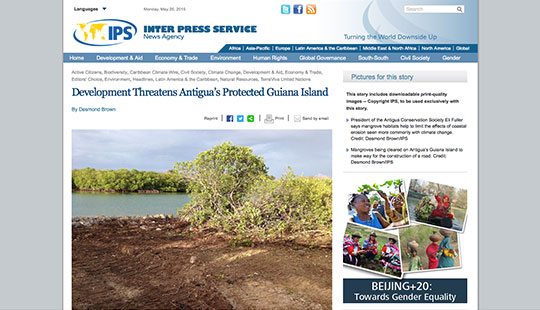 Languages
Monday, May 25, 2015
Search
IPS
INTER PRESS SERVICE
News Agency
Turning the World Downside Up
Africa | Asia-Pacific | Europe | Latin America & the Caribbean | Middle East & North Africa | North America | Global
Home Development & Aid Economy & Trade Environment Human Rights Global Governance South-South Civil Society Gender
Active Citizens, Biodiversity, Caribbean Climate Wire, Civil Society, Climate Change, Development & Aid, Economy & Trade,
Editors' Choice, Environment, Headlines, Latin America & the Caribbean, Natural Resources, TerraViva United Nations
Development Threatens Antigua's Protected Guiana Island
By Desmond Brown
Reprint | Print | Send by email
Pictures for this story
This story includes downloadable print-quality
images -- Copyright IPS, to be used exclusively with
this story.
President of the Antigua Conservation Society Eli Fuller
says mangrove habitats help to limit the effects of coastal
erosion seen more commonly with climate change.
Credit: Desmond Brown/IPS
Mangroves being cleared on Antigua's Guiana Island to
make way for the construction of a road. Credit:
Desmond Brown/IPS
BEIJING+20:
Towards Gender Equality